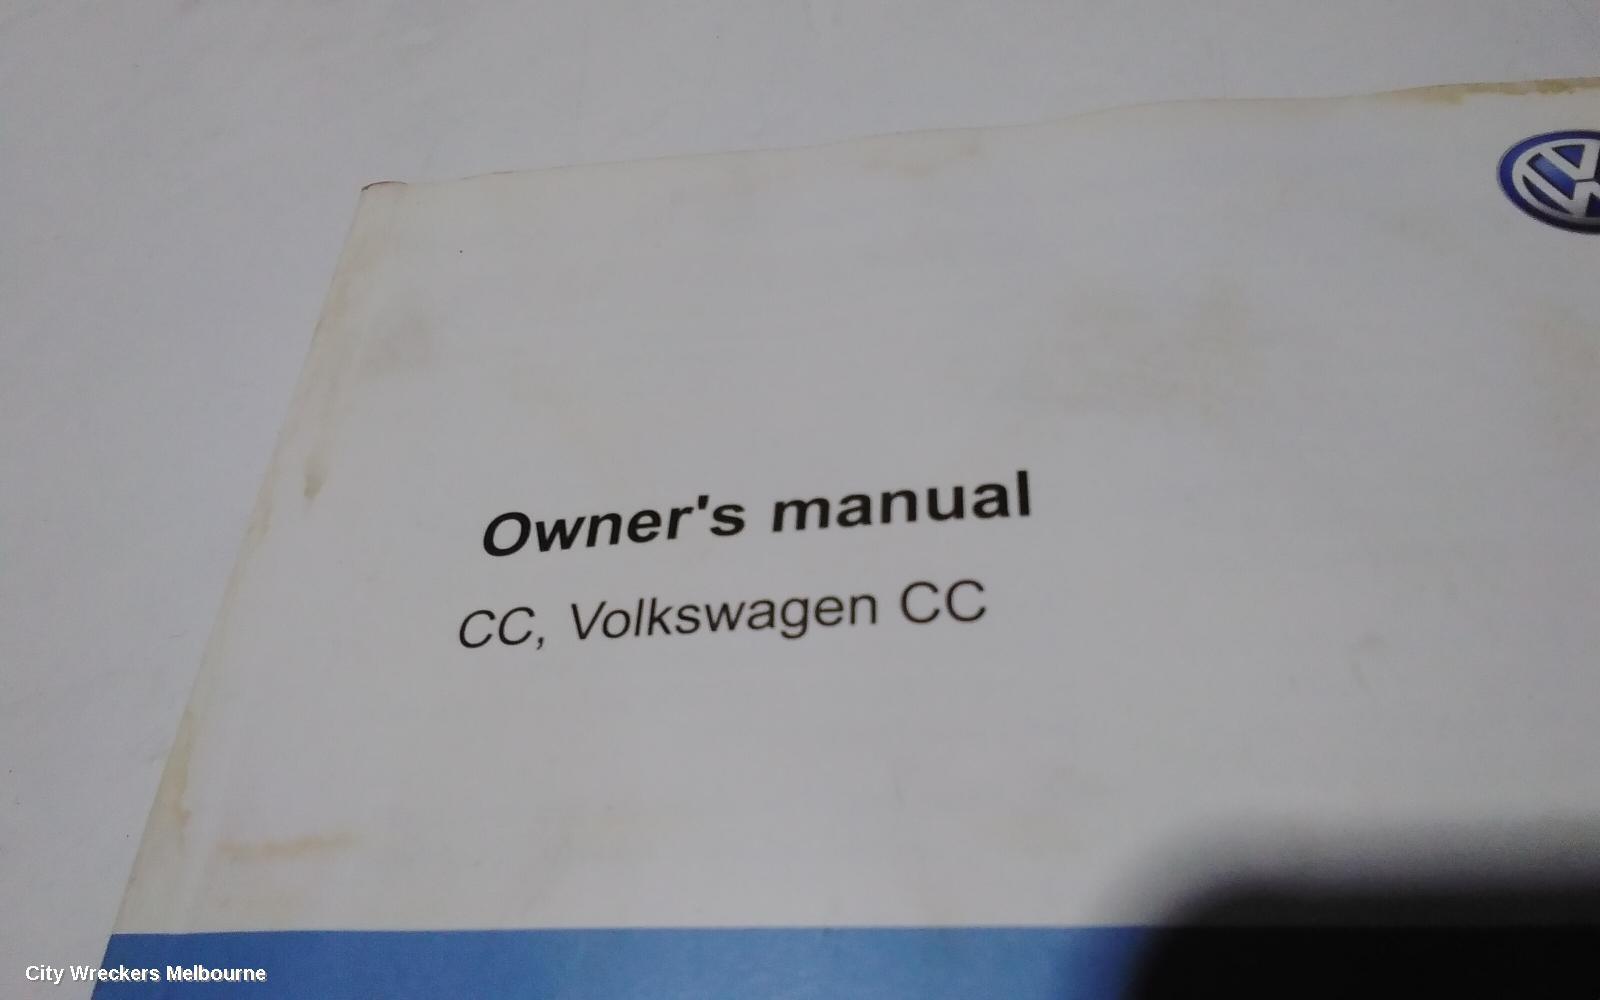 Owner's manual
CC, Volkswagen CC
City Wreckers Melbourne